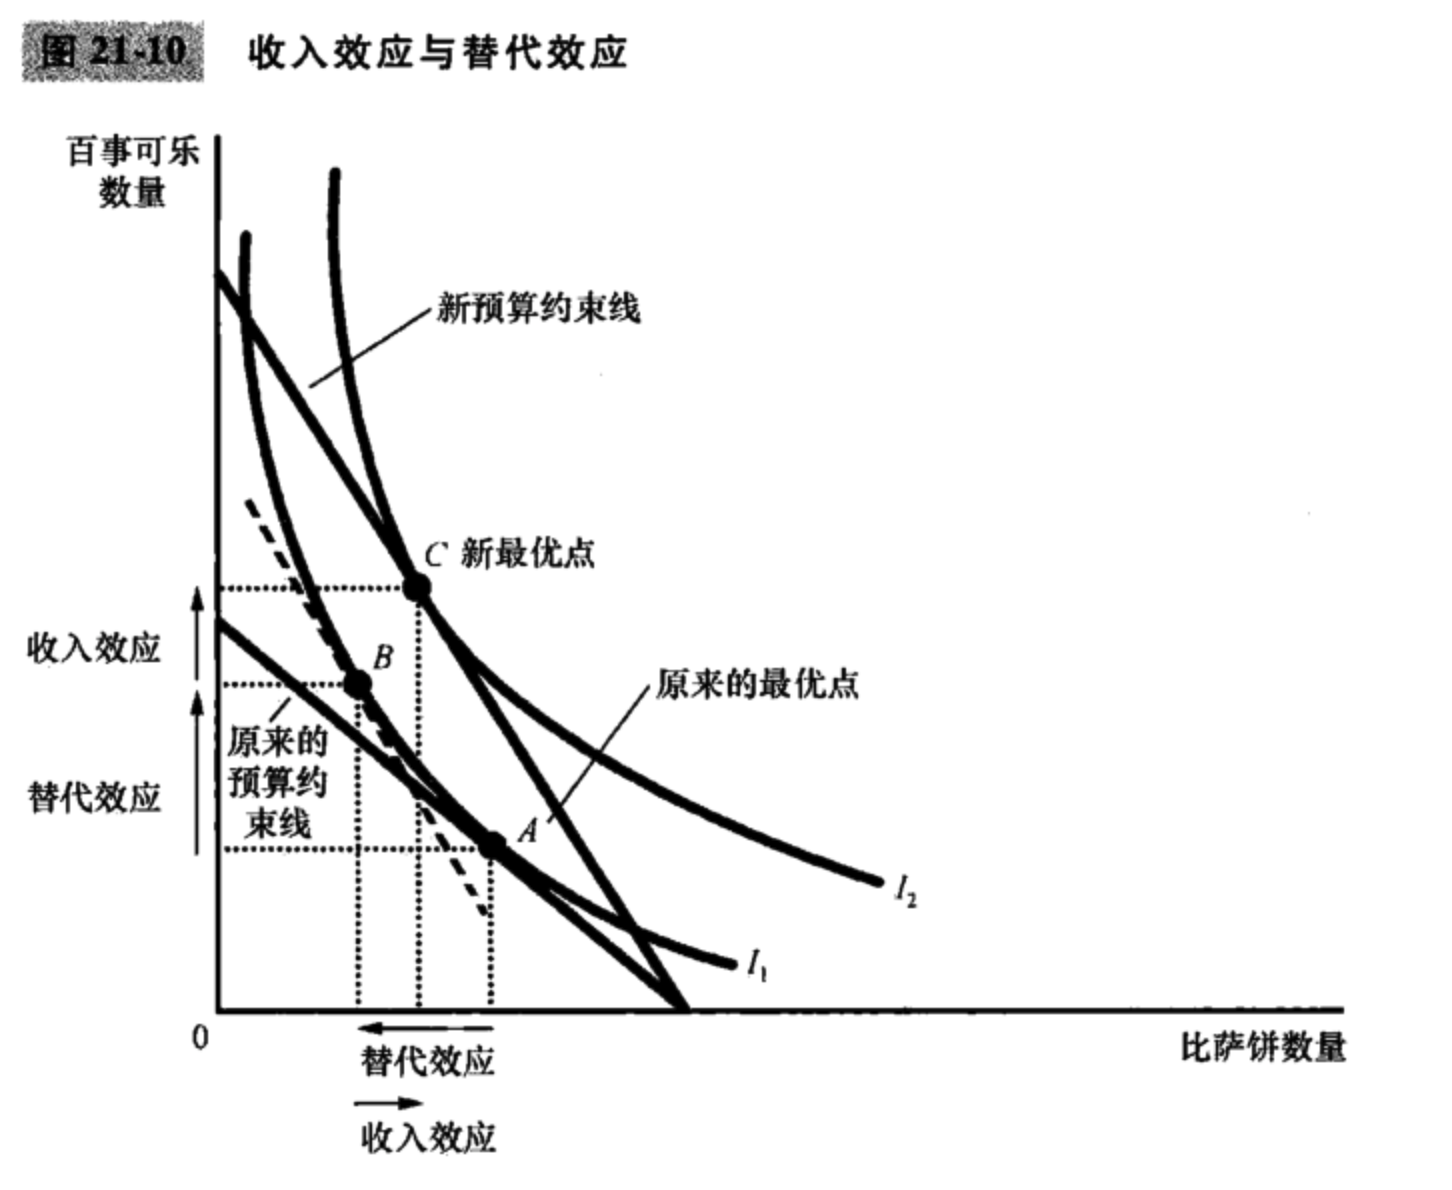 图 21-10 收入效应与替代效应
百事可乐
数量
新预算约束线
C 新最优点
收入效应
B
原来的最优点
原来的
预算约
束线
替代效应
A
I₂
I₁
0
比萨饼数量
替代效应
收入效应